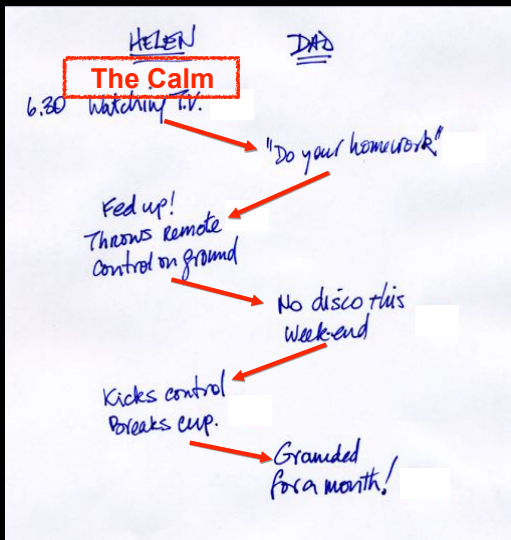 HELEN DAD
The Calm
6.30 Watching T.V.
"Do your homework"
Fed up!
Throws Remote
control on ground
No disco this
Week-end
Kicks control
Breaks cup.
Grounded
for a month!